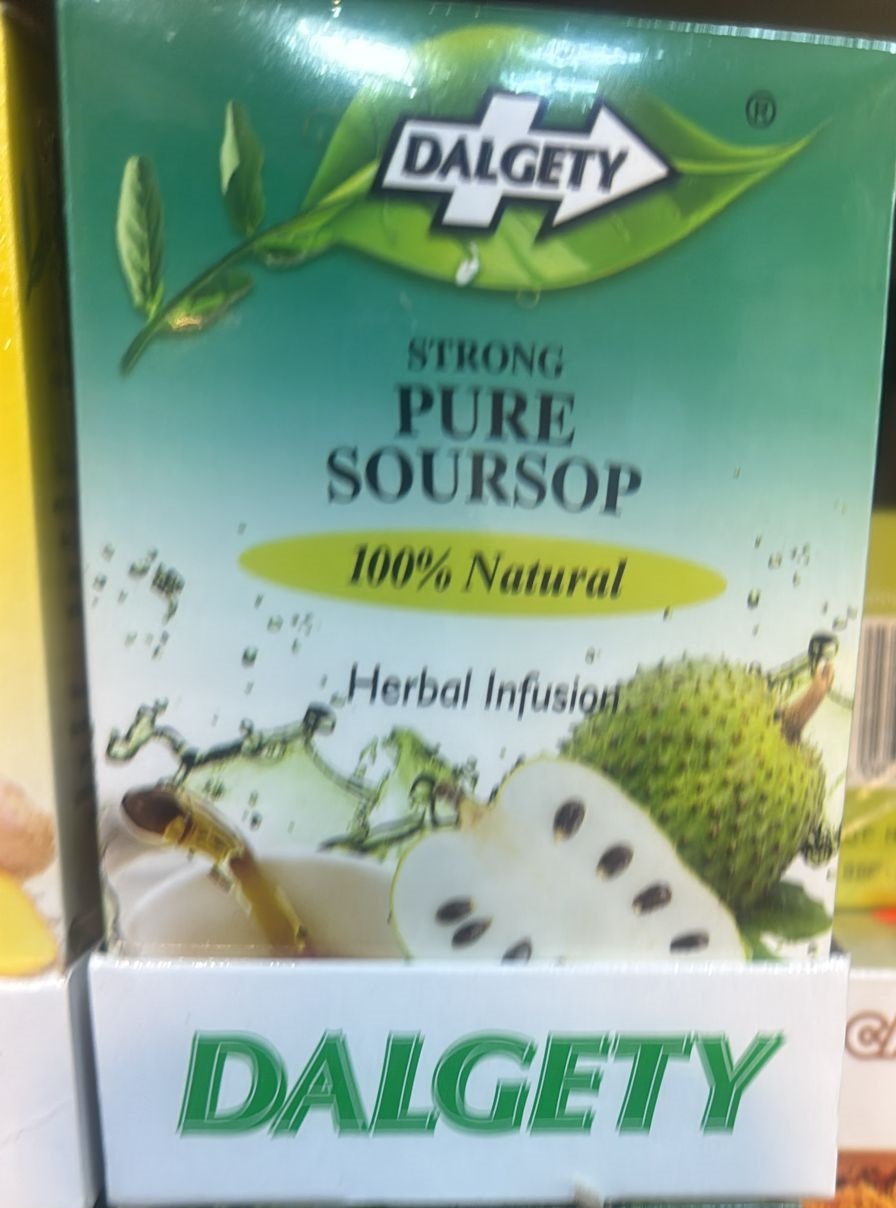 DALGETY
®
STRONG
PURE
SOURSOP
100% Natural
Herbal Infusion
DALGETY